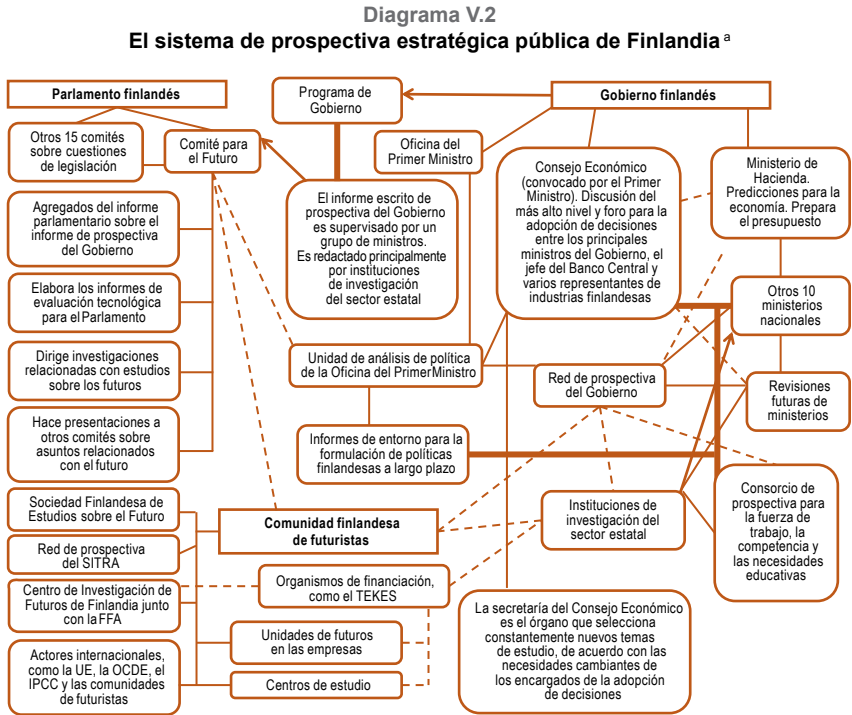 Diagrama V.2
El sistema de prospectiva estratégica pública de Finlandia a
Parlamento finlandés
Programa de
Gobierno
Gobierno finlandés
Otros 15 comités
sobre cuestiones
de legislación
Comité para
el Futuro
Oficina del
Primer Ministro
Consejo Económico
(convocado por el Primer
Ministro). Discusión del
más alto nivel y foro para la
adopción de decisiones
entre los principales
ministros del Gobierno, el
jefe del Banco Central y
varios representantes de
industrias finlandesas
Ministerio de
Hacienda.
Predicciones para la
economía. Prepara
el presupuesto
El informe escrito de
prospectiva del Gobierno
es supervisado por un
grupo de ministros.
Es redactado principalmente
por instituciones
de investigación
del sector estatal
Agregados del informe
parlamentario sobre el
informe de prospectiva
del Gobierno
Elabora los informes de
evaluación tecnológica
para el Parlamento
Otros 10
ministerios
nacionales
Dirige investigaciones
relacionadas con estudios
sobre los futuros
Unidad de análisis de política
de la Oficina del Primer Ministro
Red de prospectiva
del Gobierno
Revisiones
futuras de
ministerios
Hace presentaciones a
otros comités sobre
asuntos relacionados
con el futuro
Informes de entorno para la
formulación de políticas
finlandesas a largo plazo
Sociedad Finlandesa de
Estudios sobre el Futuro
Comunidad finlandesa
de futuristas
Instituciones de
investigación del
sector estatal
Consorcio de
prospectiva para
la fuerza de
trabajo, la
competencia y
las necesidades
educativas
Red de prospectiva
del SITRA
Centro de Investigación de
Futuros de Finlandia junto
con la FFA
Organismos de financiación,
como el TEKES
La secretaría del Consejo Económico
es el órgano que selecciona
constantemente nuevos temas
de estudio, de acuerdo con las
necesidades cambiantes de
los encargados de la adopción
de decisiones
Unidades de futuros
en las empresas
Actores internacionales,
como la UE, la OCDE, el
IPCC y las comunidades
de futuristas
Centros de estudio